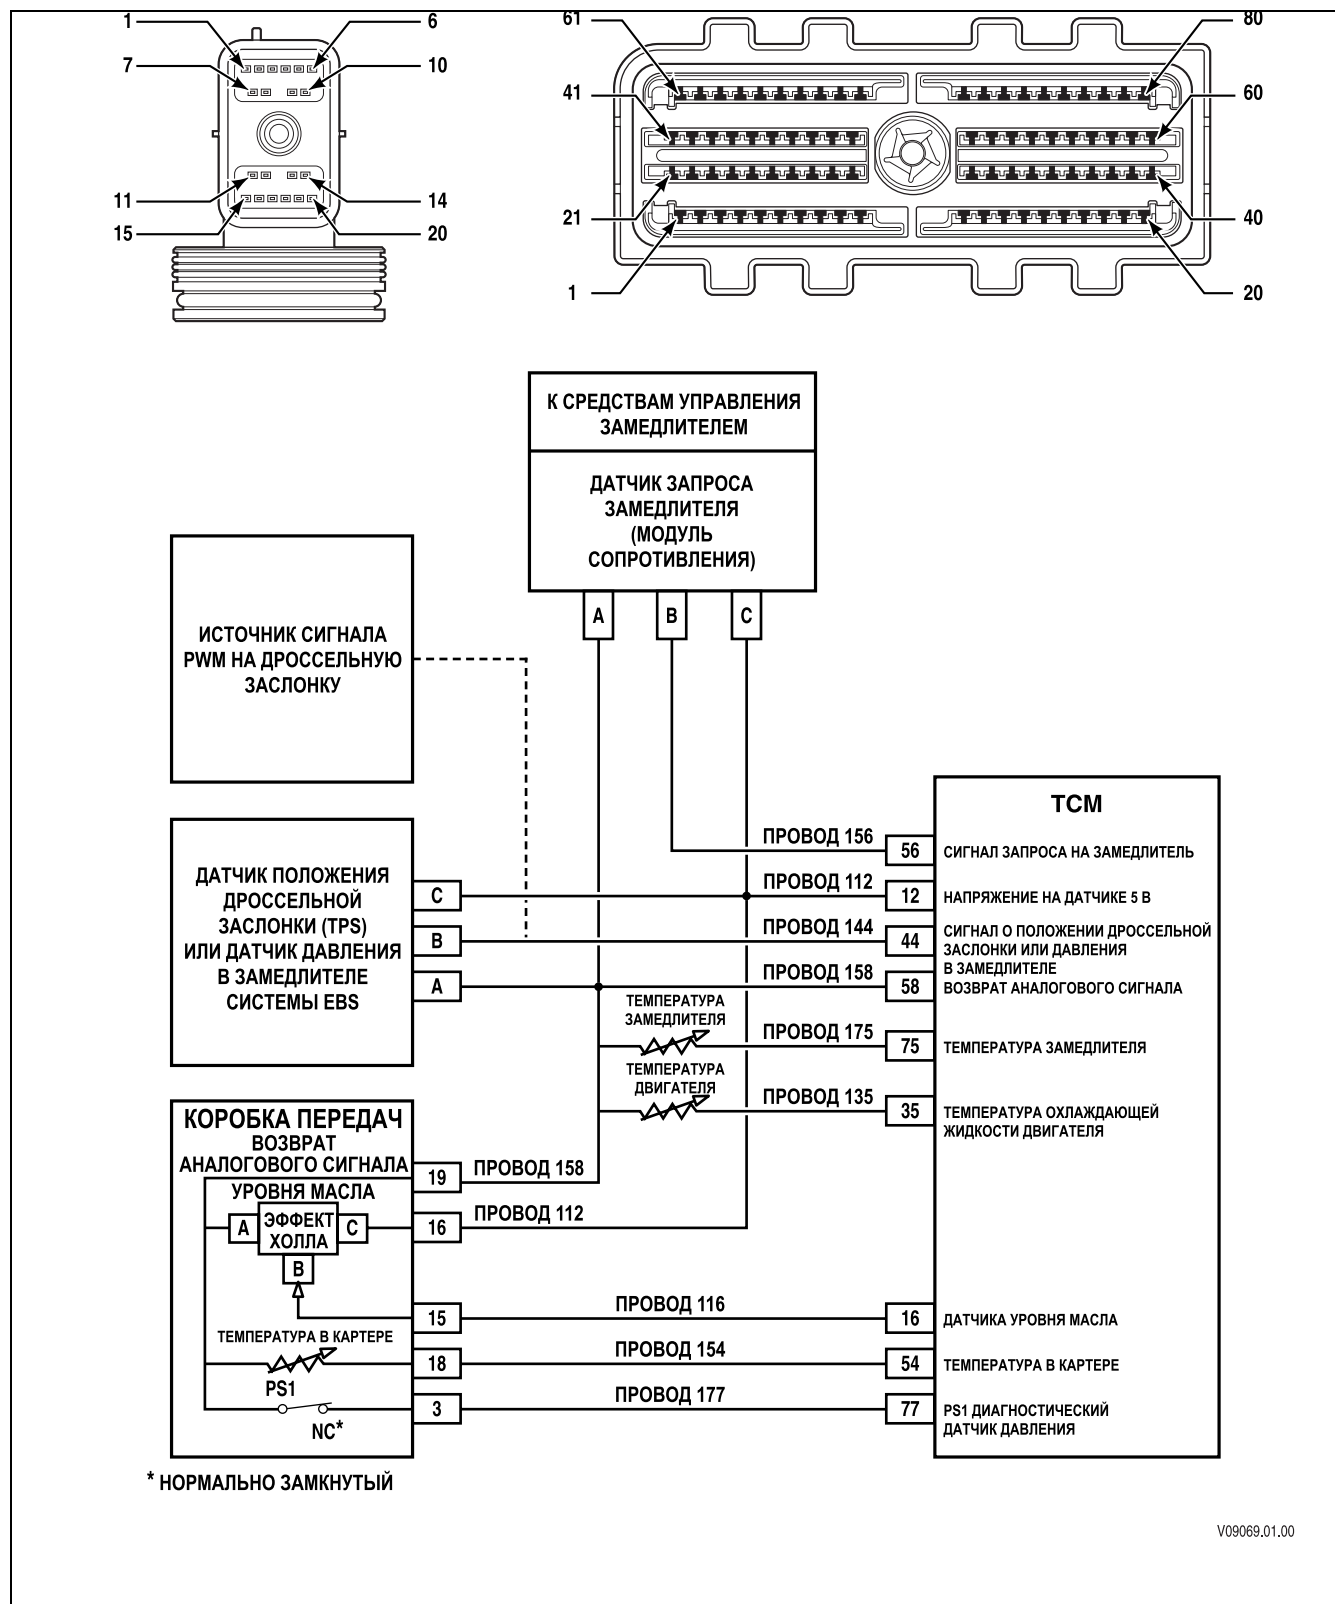 1
6
7
10
11
14
15
20
61
80
41
60
21
40
1
20
К СРЕДСТВАМ УПРАВЛЕНИЯ
ЗАМЕДЛИТЕЛЕМ
ДАТЧИК ЗАПРОСА
ЗАМЕДЛИТЕЛЯ
(МОДУЛЬ
СОПРОТИВЛЕНИЯ)
A
B
C
ИСТОЧНИК СИГНАЛА
PWM НА ДРОССЕЛЬНУЮ
ЗАСЛОНКУ
ДАТЧИК ПОЛОЖЕНИЯ
ДРОССЕЛЬНОЙ
ЗАСЛОНКИ (TPS)
ИЛИ ДАТЧИК ДАВЛЕНИЯ
В ЗАМЕДЛИТЕЛЕ
СИСТЕМЫ EBS
C
B
A
TCM
ПРОВОД 156
56
СИГНАЛ ЗАПРОСА НА ЗАМЕДЛИТЕЛЬ
ПРОВОД 112
12
НАПРЯЖЕНИЕ НА ДАТЧИКЕ 5 В
ПРОВОД 144
44
СИГНАЛ О ПОЛОЖЕНИИ ДРОССЕЛЬНОЙ
ЗАСЛОНКИ ИЛИ ДАВЛЕНИЯ
В ЗАМЕДЛИТЕЛЕ
ПРОВОД 158
58
ВОЗВРАТ АНАЛОГОВОГО СИГНАЛА
ТЕМПЕРАТУРА
ЗАМЕДЛИТЕЛЯ
ПРОВОД 175
75
ТЕМПЕРАТУРА ЗАМЕДЛИТЕЛЯ
ТЕМПЕРАТУРА
ДВИГАТЕЛЯ
ПРОВОД 135
35
ТЕМПЕРАТУРА ОХЛАЖДАЮЩЕЙ
ЖИДКОСТИ ДВИГАТЕЛЯ
КОРОБКА ПЕРЕДАЧ
ВОЗВРАТ
АНАЛОГОВОГО СИГНАЛА
19
ПРОВОД 158
УРОВНЯ МАСЛА
A
ЭФФЕКТ
ХОЛЛА
C
B
16
ПРОВОД 112
15
ПРОВОД 116
16
ДАТЧИКА УРОВНЯ МАСЛА
ТЕМПЕРАТУРА В КАРТЕРЕ
18
ПРОВОД 154
54
ТЕМПЕРАТУРА В КАРТЕРЕ
PS1
NC*
3
ПРОВОД 177
77
PS1 ДИАГНОСТИЧЕСКИЙ
ДАТЧИК ДАВЛЕНИЯ
* НОРМАЛЬНО ЗАМКНУТЫЙ
V09069.01.00